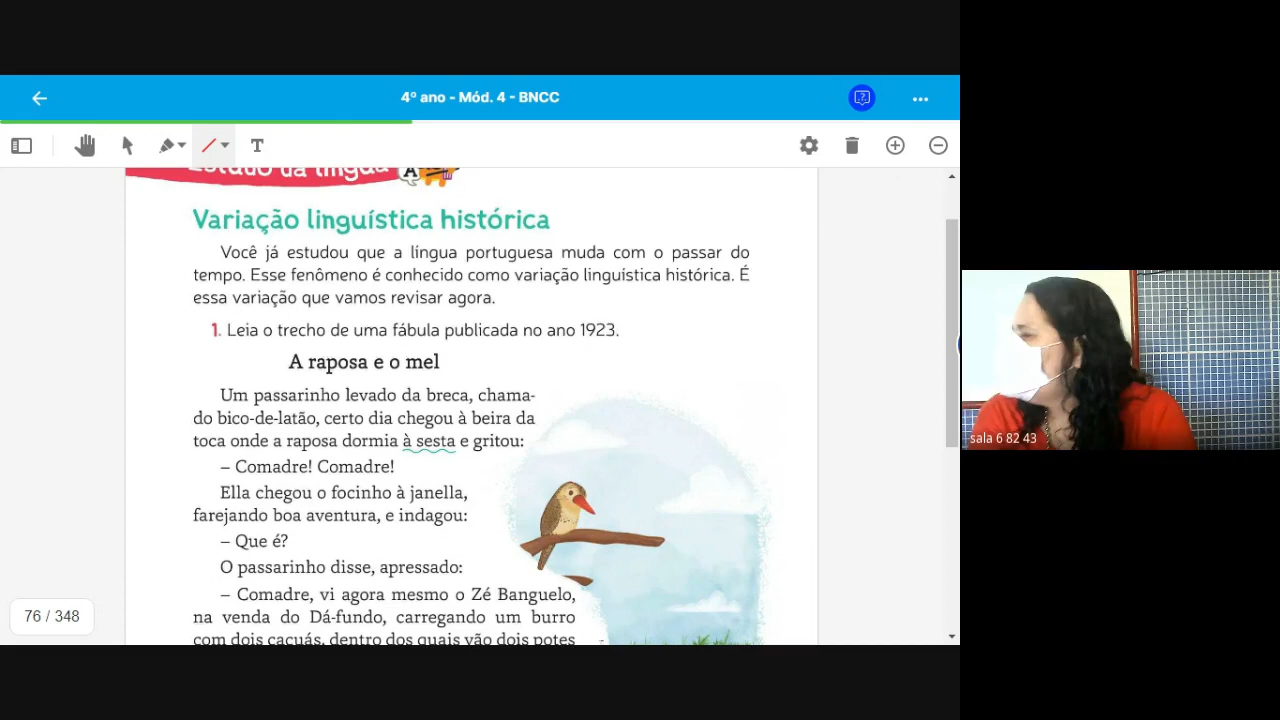 4º ano - Mód. 4 - BNCC
T
Estudo da língua A
Variação linguística histórica
Você já estudou que a língua portuguesa muda com o passar do
tempo. Esse fenômeno é conhecido como variação linguística histórica. É
essa variação que vamos revisar agora.
1. Leia o trecho de uma fábula publicada no ano 1923.
A raposa e o mel
Um passarinho levado da breca, chama-
do bico-de-latão, certo dia chegou à beira da
toca onde a raposa dormia à sesta e gritou:
– Comadre! Comadre!
Ella chegou o focinho à janella,
farejando boa aventura, e indagou:
– Que é?
O passarinho disse, apressado:
– Comadre, vi agora mesmo o Zé Banguelo,
na venda do Dá-fundo, carregando um burro
com dois cacuás, dentro dos quais vão dois potes
76 / 348
sala 6 82 43